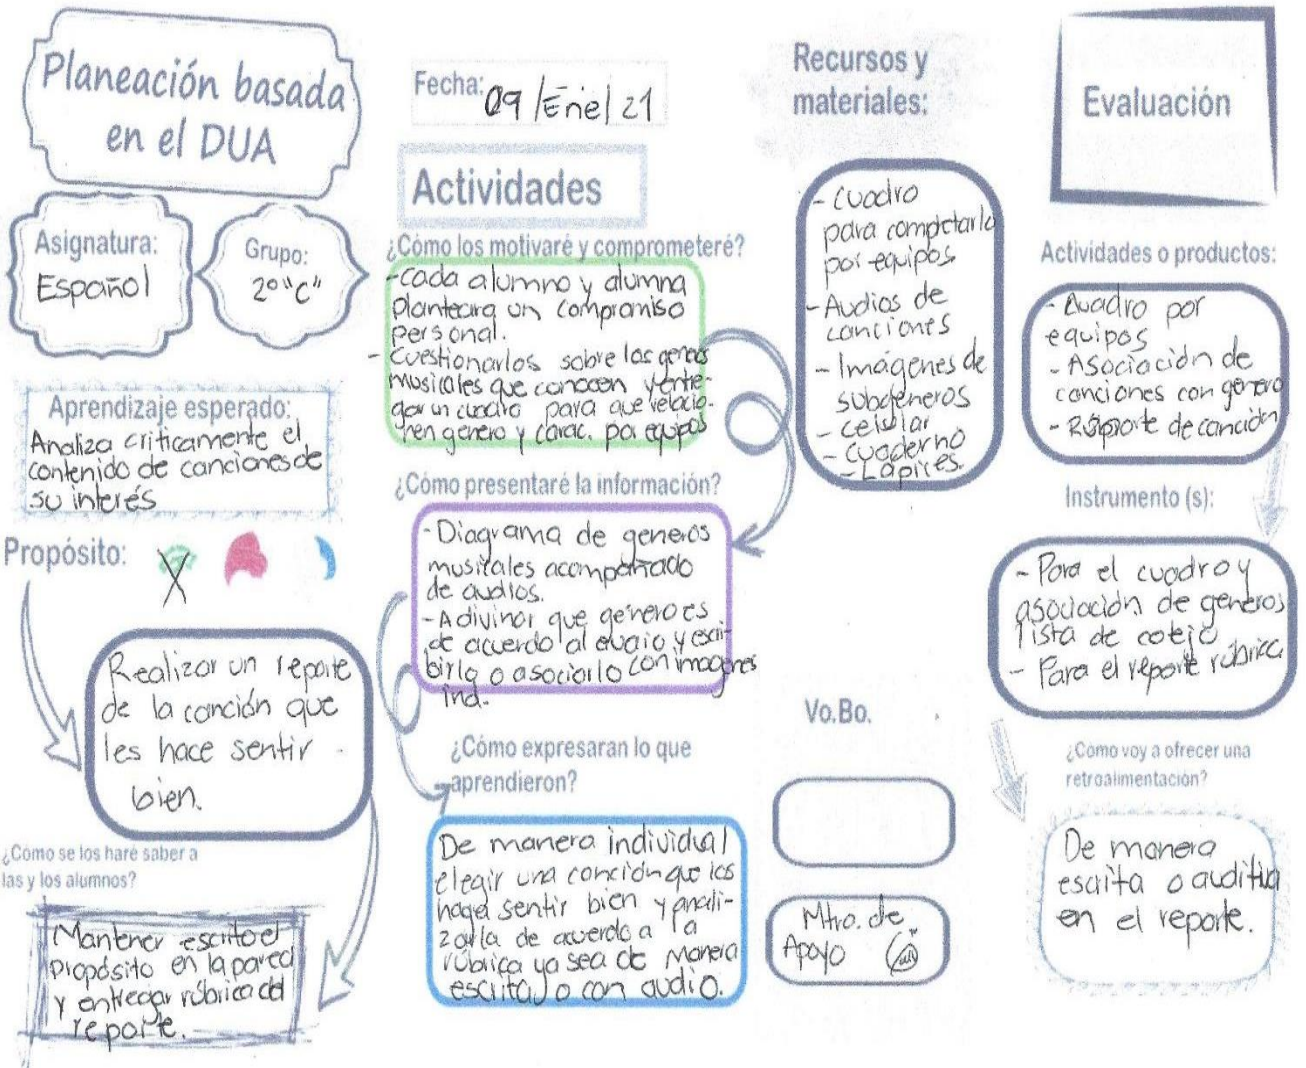 Planeación basada
en el DUA
Asignatura:
Español
Grupo:
2º "C"
Aprendizaje esperado:
Analiza criticamente el
contenido de canciones de
su interés
Propósito:
Realizar un reporte
de la canción que
les hace sentir
bien.
¿Cómo se los haré saber a
las y los alumnos?
Mantener escrito el
propósito en la pared
y entregar rúbrica del
reporte.
Fecha: 09/Ene/21
Actividades
¿Cómo los motivaré y comprometeré?
- Cada alumno y alumna
planteara un compromiso
personal.
- Cuestionarlos sobre los generos
musicales que conocen y entre-
gar un cuadro para que relacio-
nen genero y carac. por equipos
¿Cómo presentaré la información?
- Diagrama de generos
musicales acompañado
de audios.
- Adivinar que género es
de acuerdo al audio y escri-
birlo o asociarlo con imagenes
ind.
¿Cómo expresaran lo que
aprendieron?
De manera individual
elegir una canción que los
haga sentir bien y anali-
zarla de acuerdo a la
rúbrica ya sea de manera
escrita o con audio.
Recursos y
materiales:
- Cuadro
para completarlo
por equipos
- Audios de
canciones
- Imágenes de
subgéneros
- celular
- cuaderno
- Lápices.
Vo.Bo.
Mtro. de
Apoyo
Evaluación
Actividades o productos:
- Cuadro por
equipos
- Asociación de
canciones con género
- Reporte de canción
Instrumento (s):
- Para el cuadro y
asociación de generos
lista de cotejo
- Para el reporte rúbrica
¿Cómo voy a ofrecer una
retroalimentación?
De manera
escrita o auditiva
en el reporte.